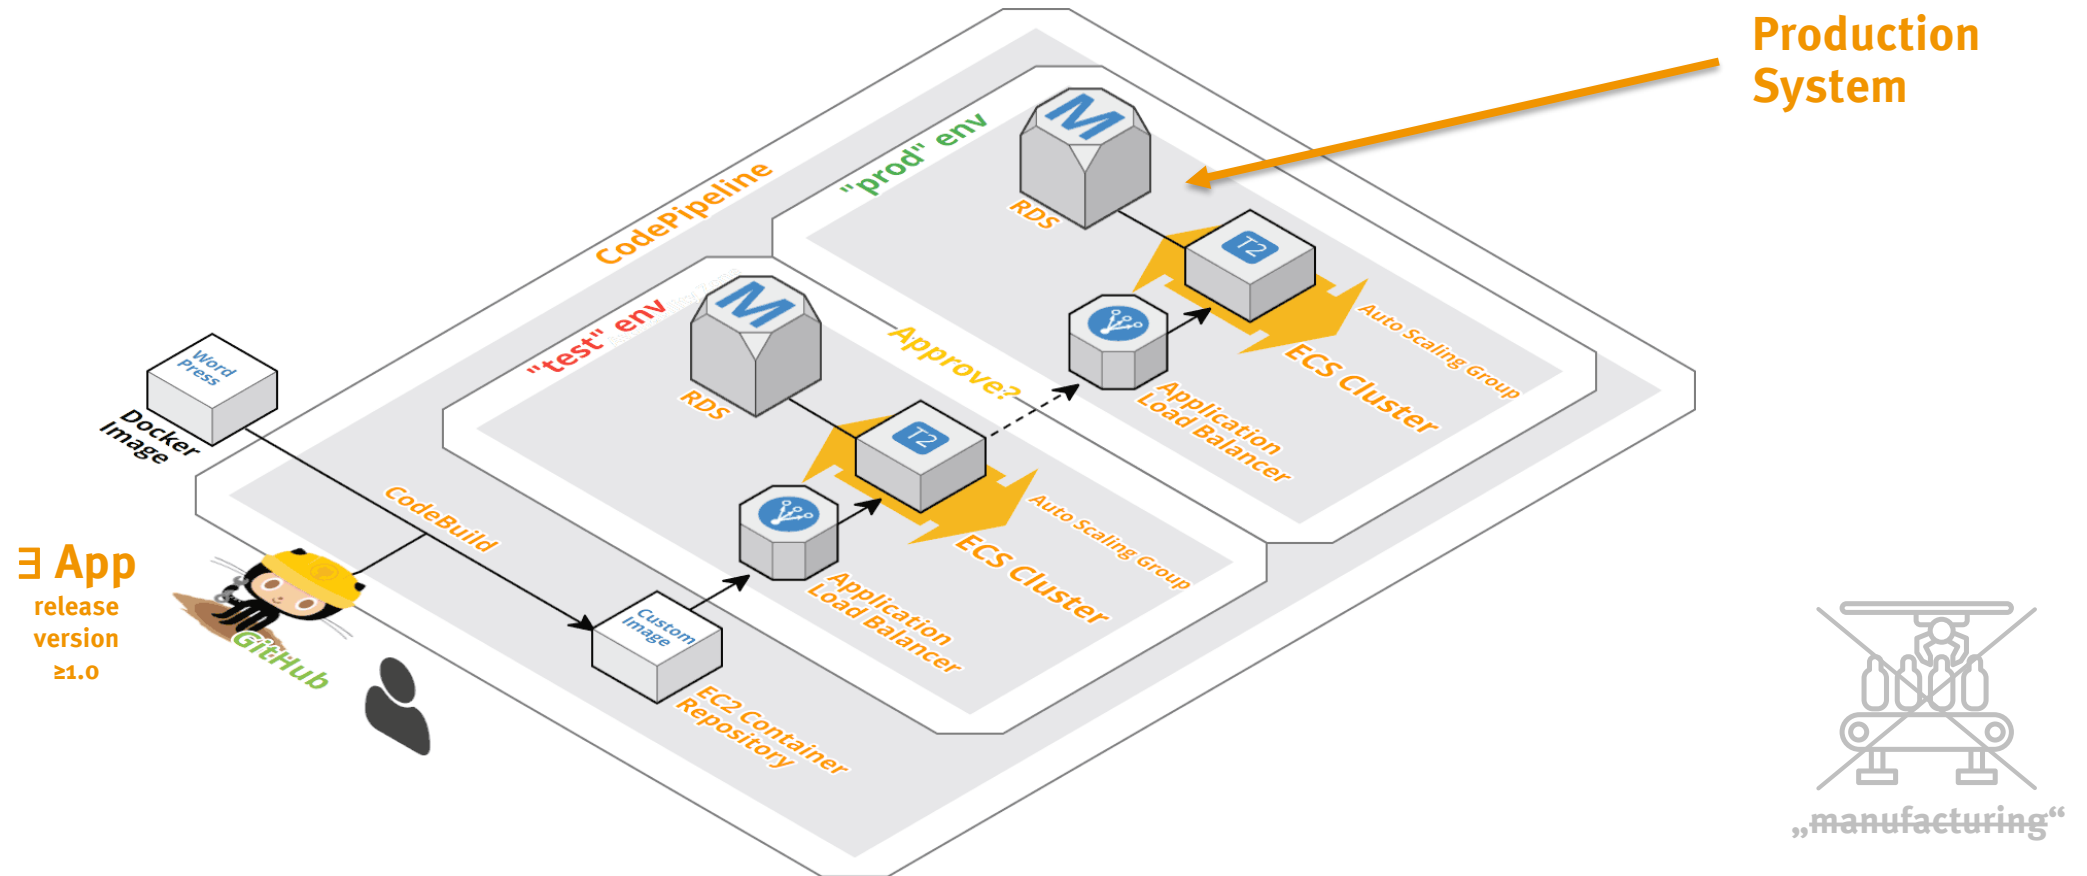 Production
System
"prod" env
M
RDS
T2
CodePipeline
Auto Scaling Group
ECS Cluster
Application
Load Balancer
"test" env
M
RDS
Approve?
T2
Auto Scaling Group
ECS Cluster
Application
Load Balancer
Word
Press
Docker
Image
CodeBuild
∃ App
release
version
≥1.0
GitHub
Custom
Image
EC2 Container
Repository
„manufacturing“